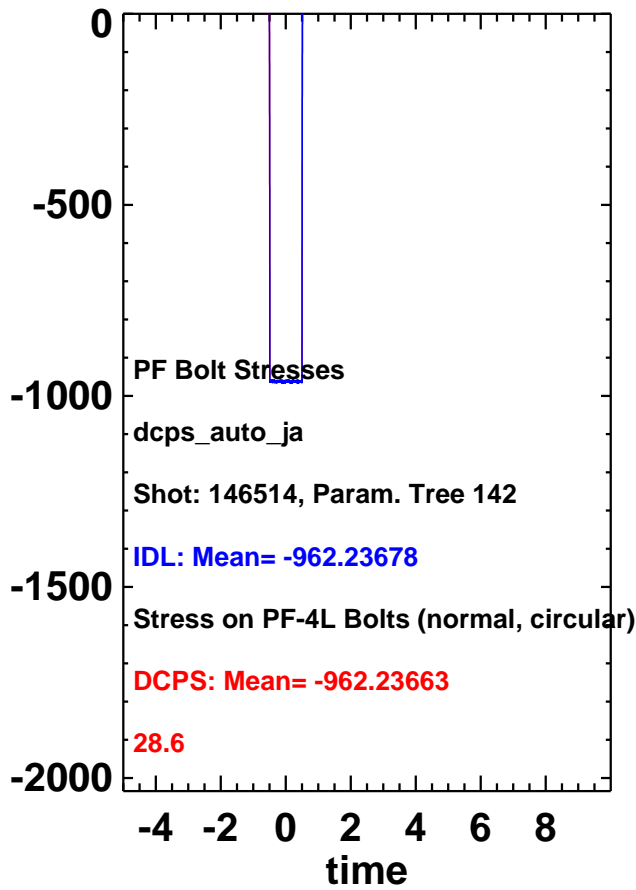 0
-500
-1000
-1500
-2000
PF Bolt Stresses
dcps_auto_ja
Shot: 146514, Param. Tree 142
IDL: Mean= -962.23678
Stress on PF-4L Bolts (normal, circular)
DCPS: Mean= -962.23663
28.6
-4 -2 0 2 4 6 8
time